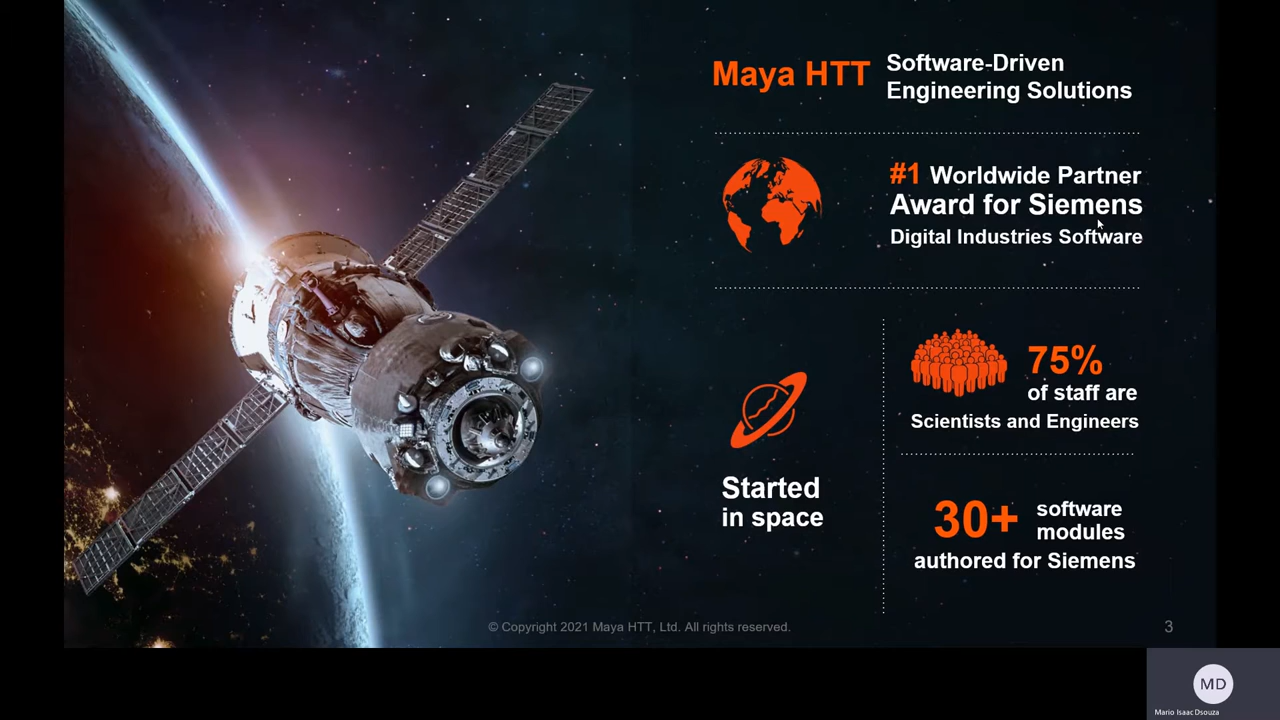 Maya HTT
Software-Driven
Engineering Solutions
#1 Worldwide Partner
Award for Siemens
Digital Industries Software
Started
in space
75%
of staff are
Scientists and Engineers
30+
software
modules
authored for Siemens
© Copyright 2021 Maya HTT, Ltd. All rights reserved.
3
MD
Mario Isaac Dsouza